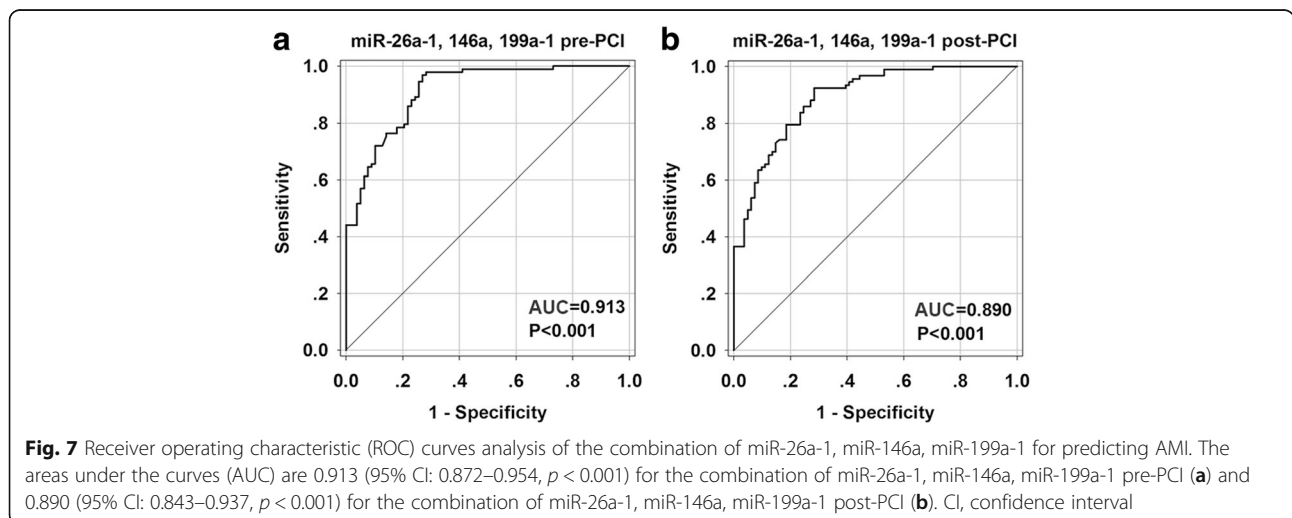 a
miR-26a-1, 146a, 199a-1 pre-PCI
1.0
.8
.6
.4
.2
0.0
Sensitivity
AUC=0.913
P<0.001
0.0 .2 .4 .6 .8 1.0
1 - Specificity
b
miR-26a-1, 146a, 199a-1 post-PCI
1.0
.8
.6
.4
.2
0.0
Sensitivity
AUC=0.890
P<0.001
0.0 .2 .4 .6 .8 1.0
1 - Specificity
Fig. 7 Receiver operating characteristic (ROC) curves analysis of the combination of miR-26a-1, miR-146a, miR-199a-1 for predicting AMI. The
areas under the curves (AUC) are 0.913 (95% CI: 0.872–0.954, p < 0.001) for the combination of miR-26a-1, miR-146a, miR-199a-1 pre-PCI (a) and
0.890 (95% CI: 0.843–0.937, p < 0.001) for the combination of miR-26a-1, miR-146a, miR-199a-1 post-PCI (b). CI, confidence interval